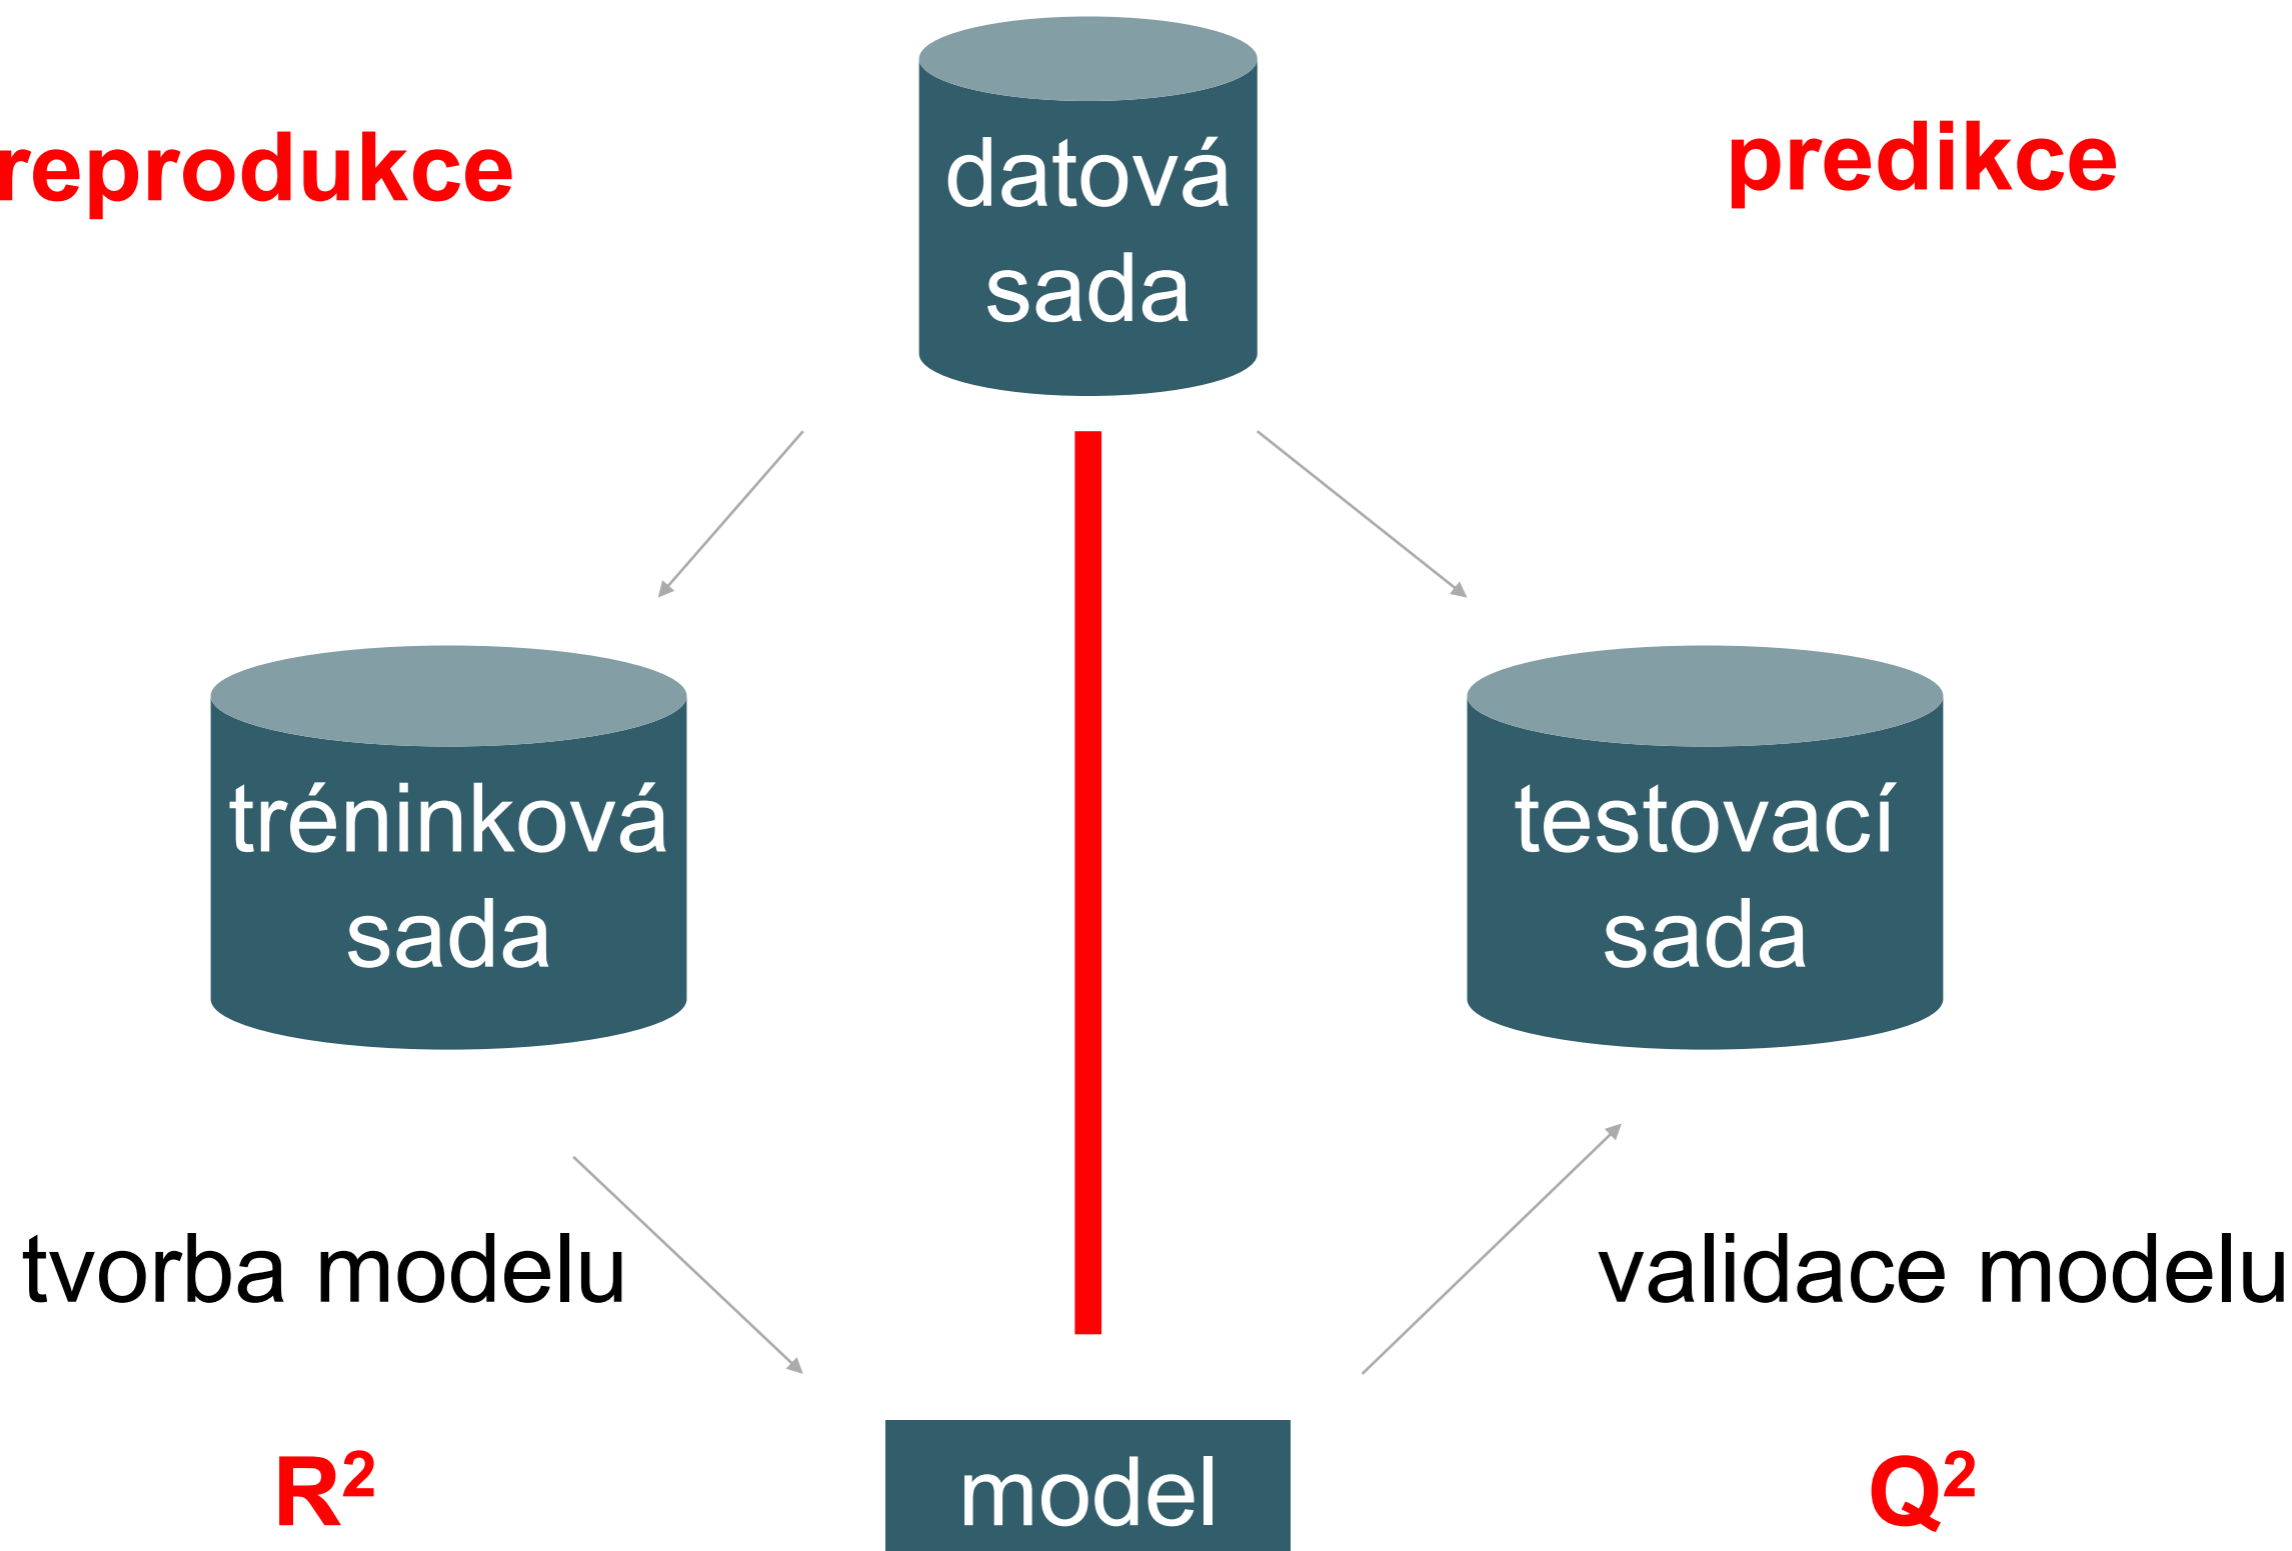 reprodukce
datová
sada
predikce
tréninková
sada
testovací
sada
tvorba modelu
validace modelu
R²
model
Q²